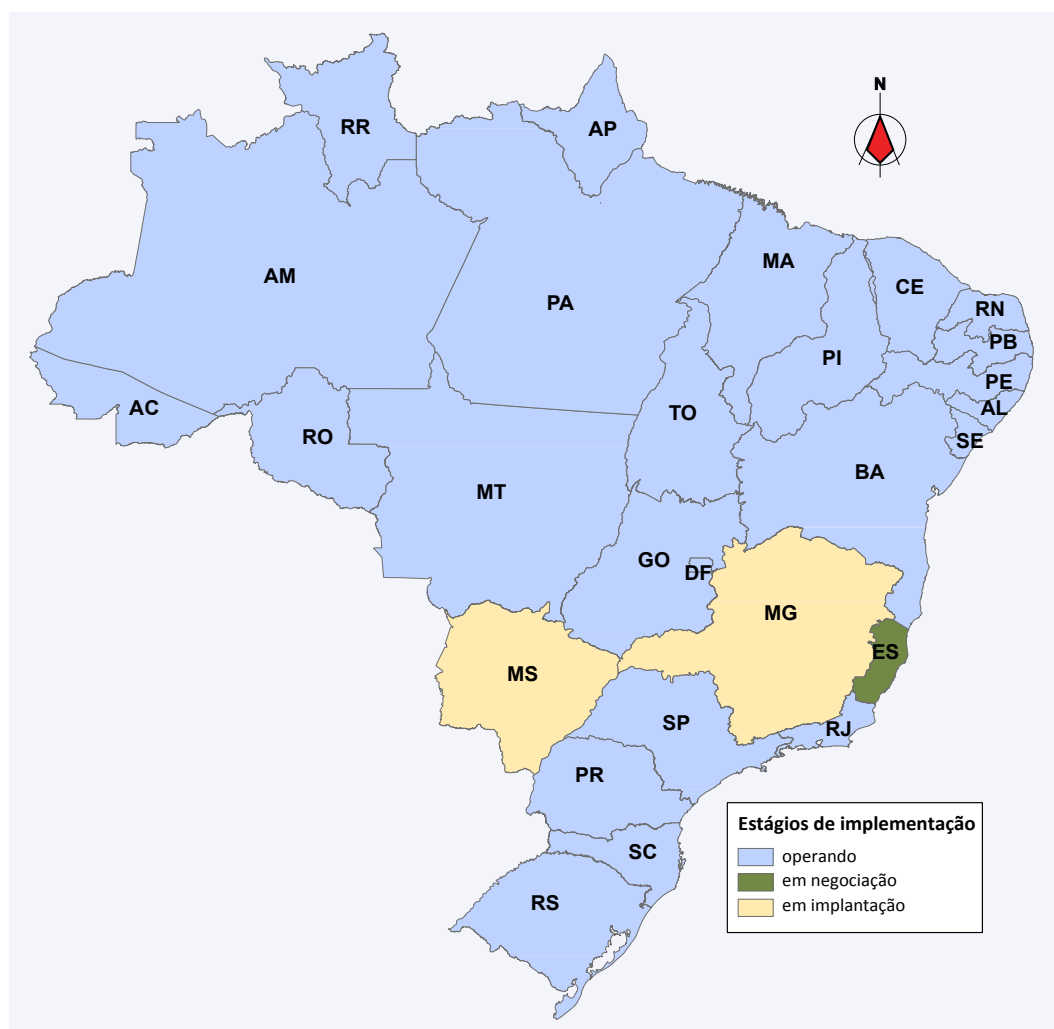 N
RR
AP
AM
PA
MA
CE
RN
PB
PI
PE
AC
TO
AL
RO
SE
BA
MT
GO
DF
MG
ES
MS
SP
RJ
PR
SC
RS
Estágios de implementação
operando
em negociação
em implantação